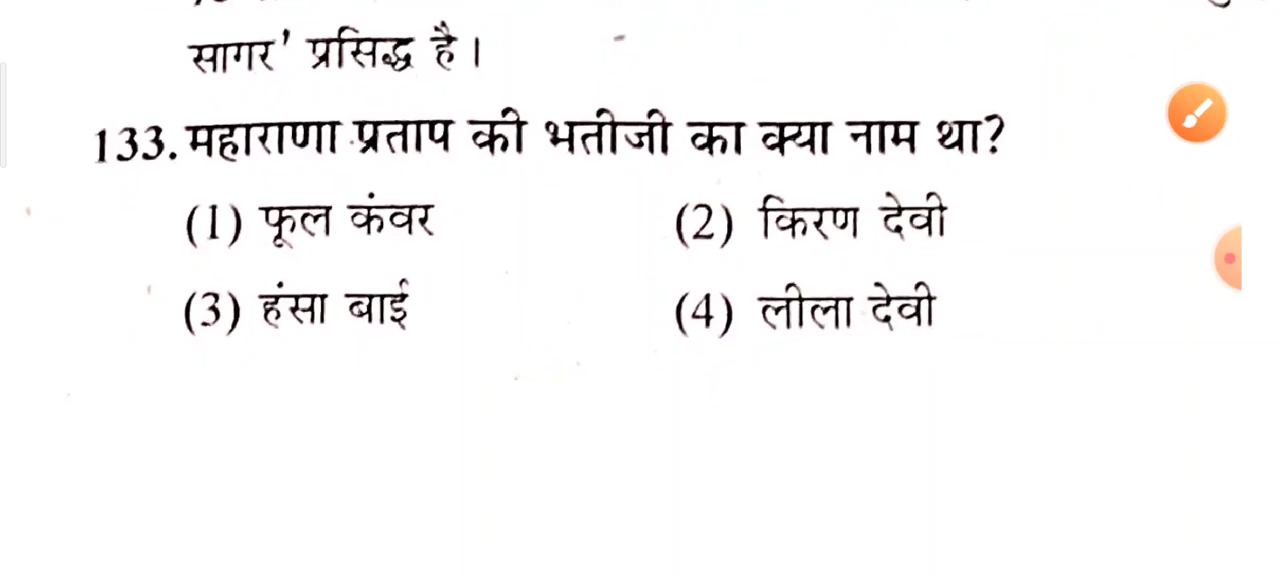 सागर' प्रसिद्ध है।
133. महाराणा प्रताप की भतीजी का क्या नाम था?
(1) फूल कंवर (2) किरण देवी
(3) हंसा बाई (4) लीला देवी